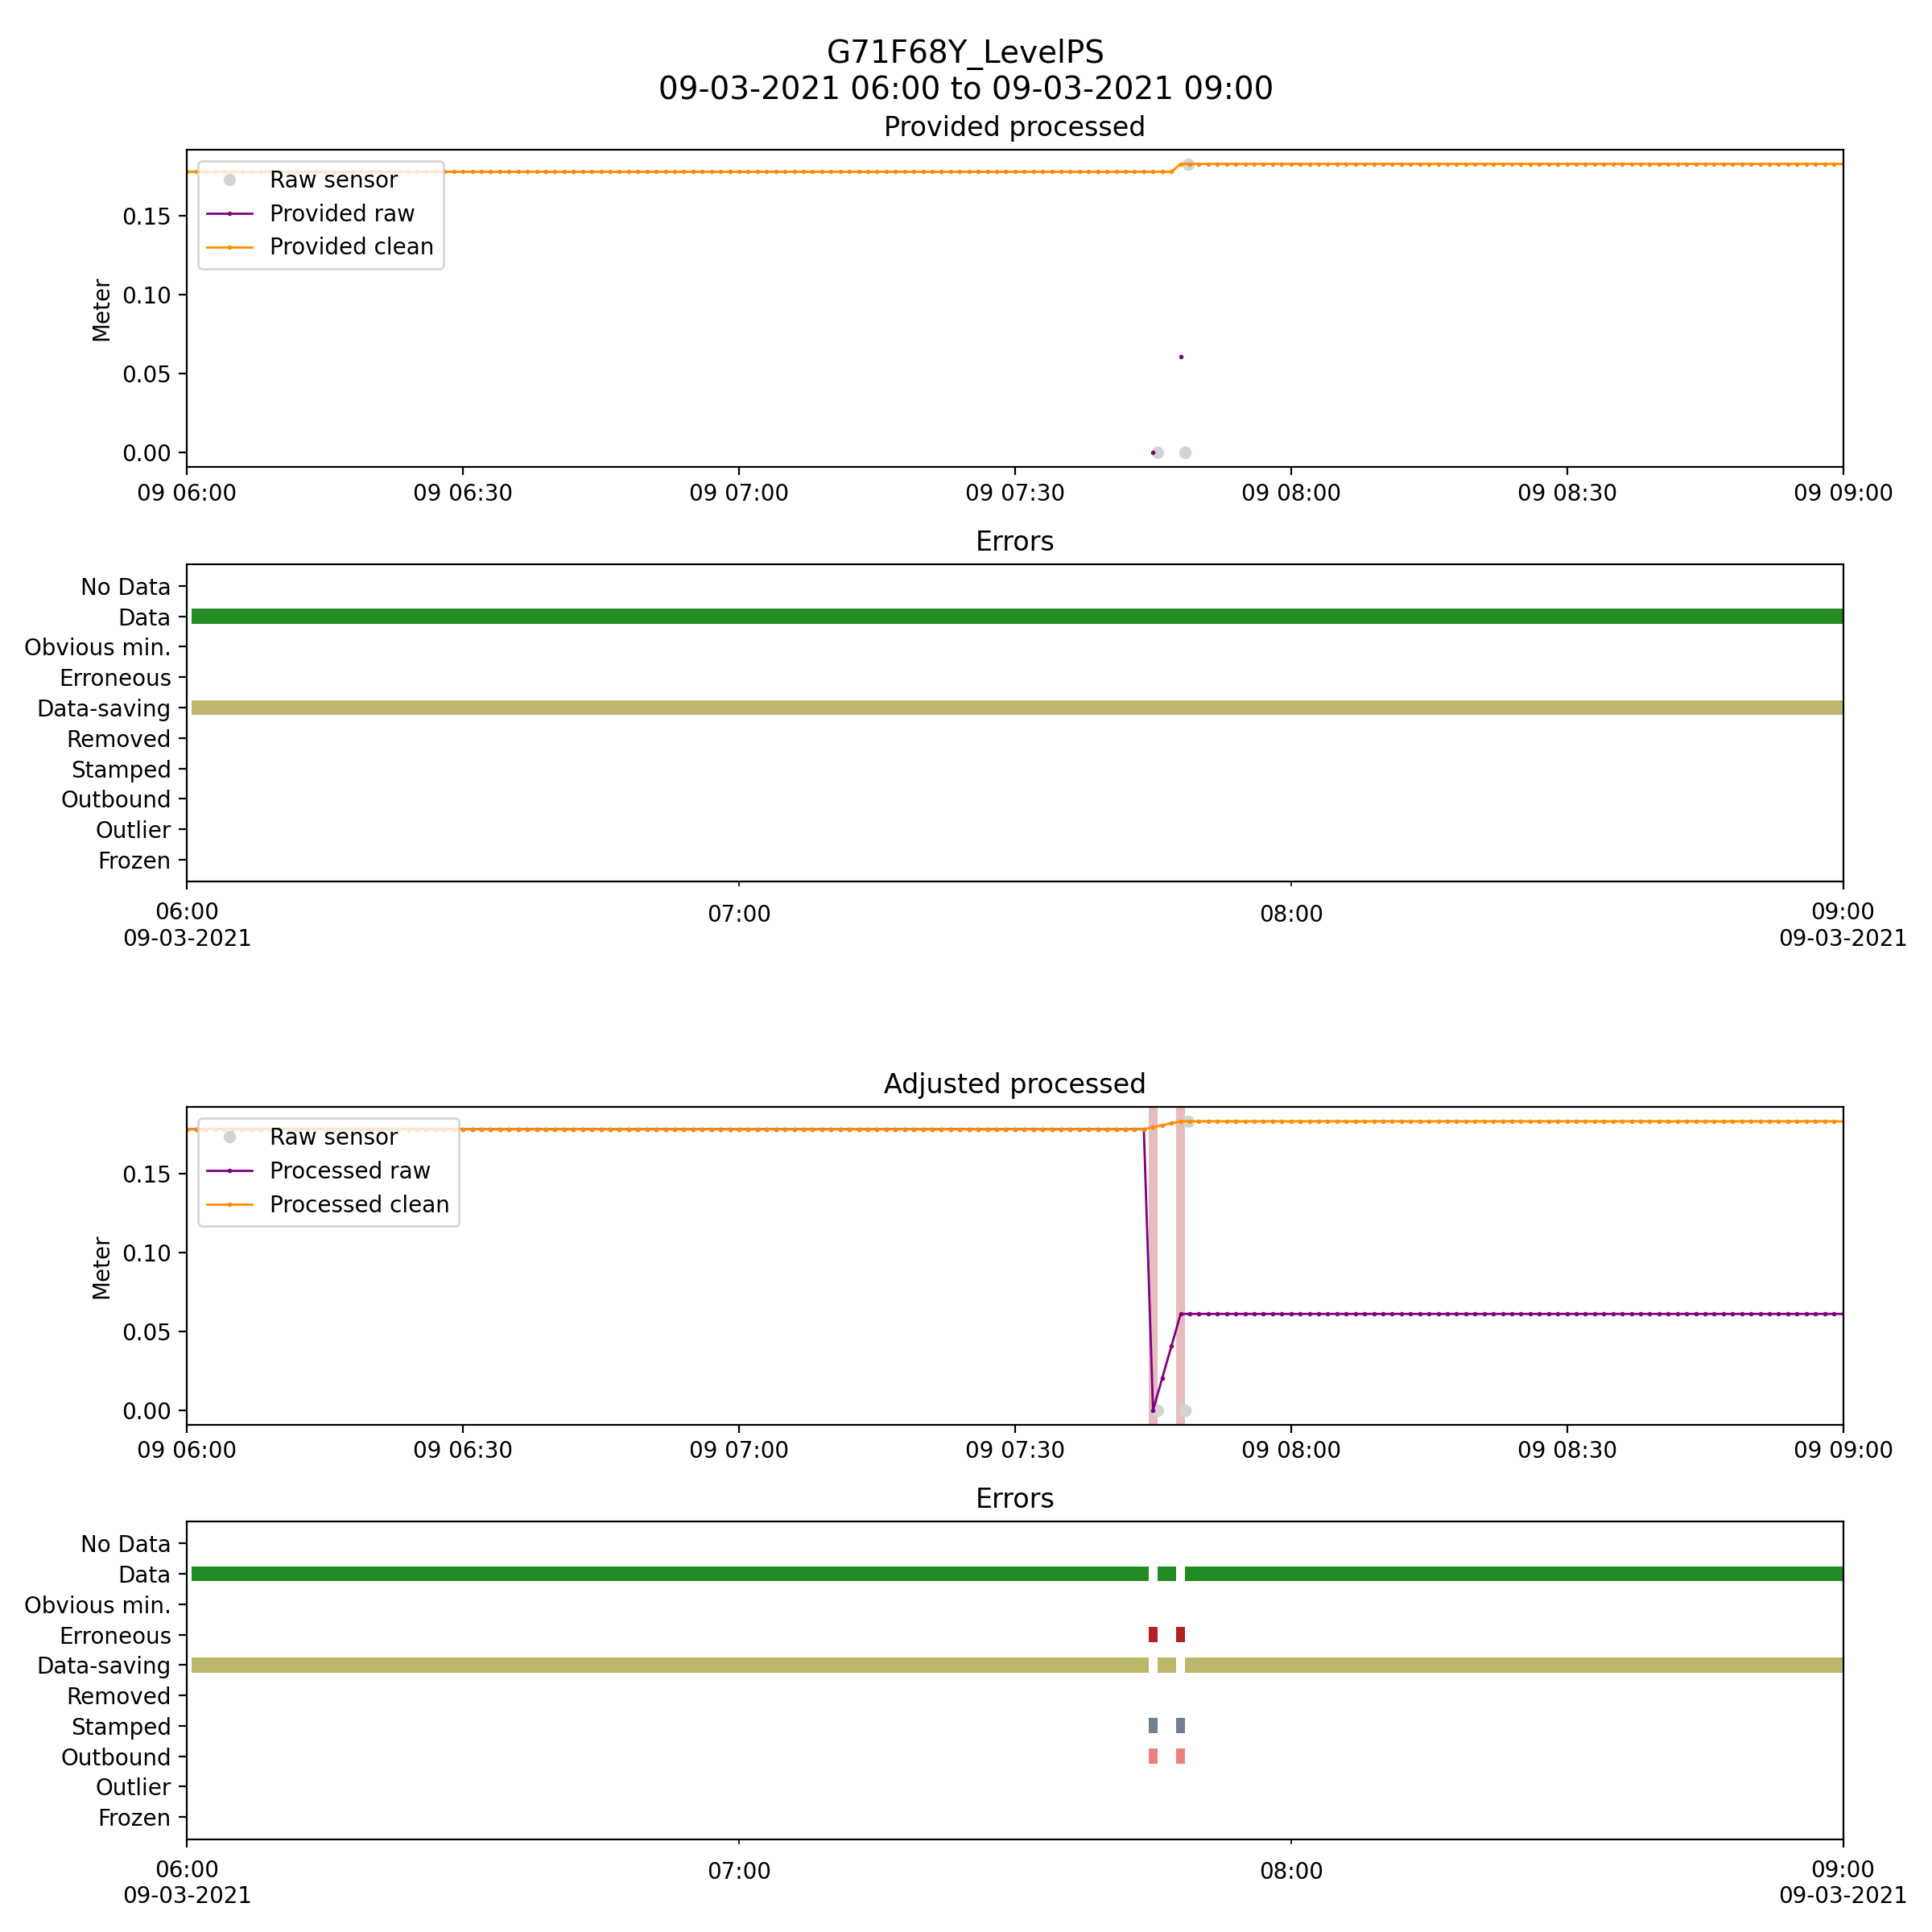 G71F68Y_LevelPS
09-03-2021 06:00 to 09-03-2021 09:00
Provided processed
Raw sensor
Provided raw
Provided clean
Meter
0.15
0.10
0.05
0.00
09 06:00 09 06:30 09 07:00 09 07:30 09 08:00 09 08:30 09 09:00
Errors
No Data
Data
Obvious min.
Erroneous
Data-saving
Removed
Stamped
Outbound
Outlier
Frozen
06:00 07:00 08:00 09:00
09-03-2021 09-03-2021
Adjusted processed
Raw sensor
Processed raw
Processed clean
Meter
0.15
0.10
0.05
0.00
09 06:00 09 06:30 09 07:00 09 07:30 09 08:00 09 08:30 09 09:00
Errors
No Data
Data
Obvious min.
Erroneous
Data-saving
Removed
Stamped
Outbound
Outlier
Frozen
06:00 07:00 08:00 09:00
09-03-2021 09-03-2021